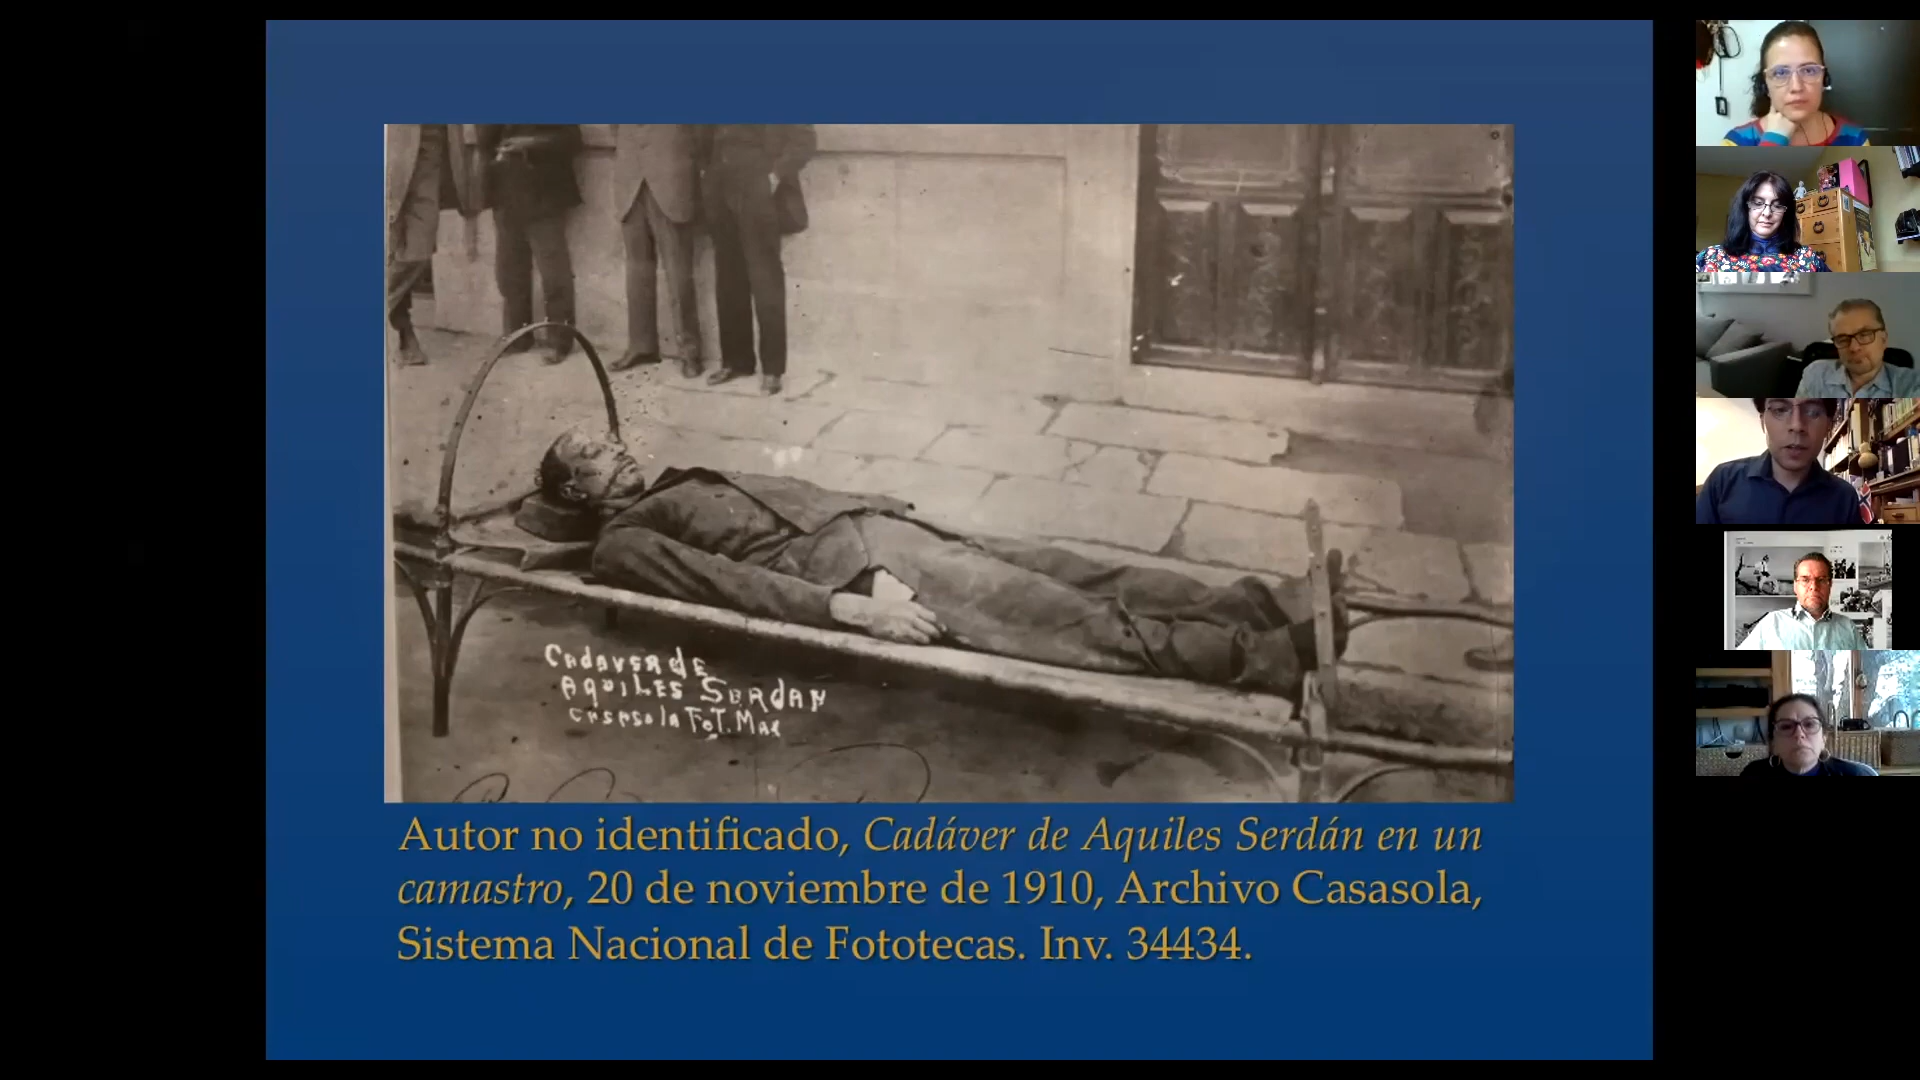 Cadaver de
Aquiles Serdan
Casasola Fot. Mex
Autor no identificado, Cadáver de Aquiles Serdán en un
camastro, 20 de noviembre de 1910, Archivo Casasola,
Sistema Nacional de Fototecas. Inv. 34434.